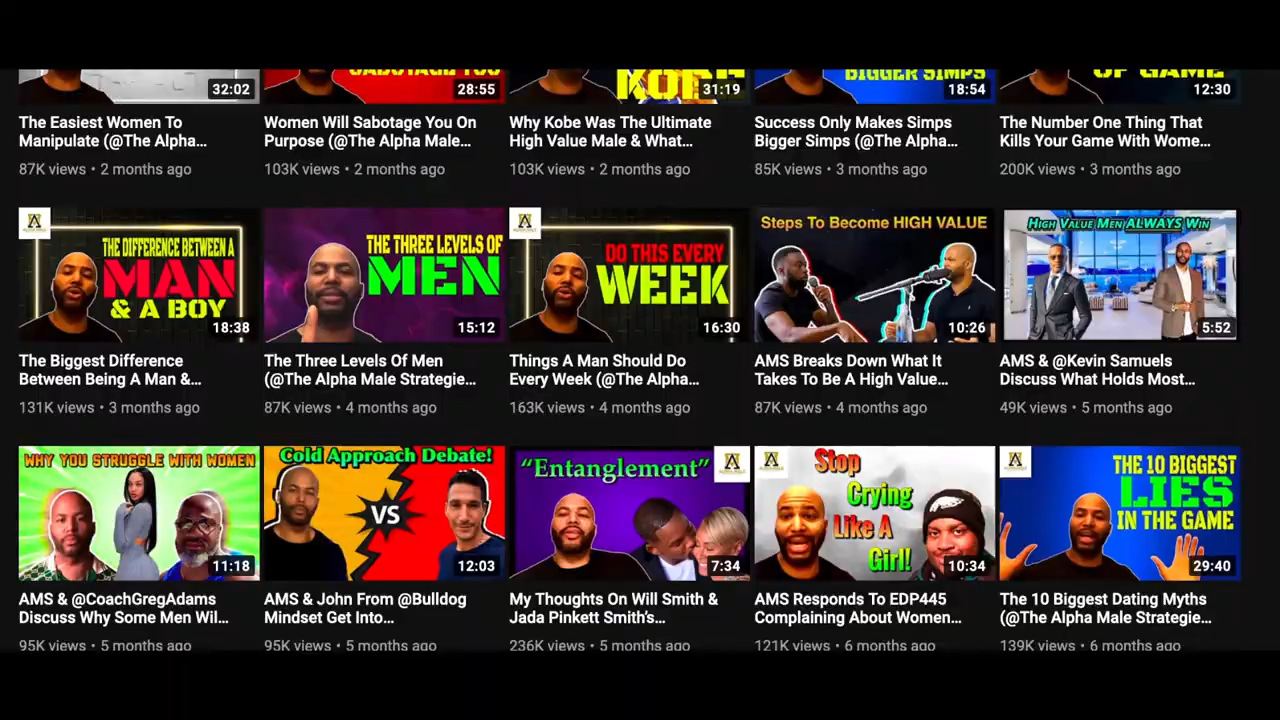 SABOTAGE YOU
KOBE
BIGGER SIMPS
OF GAME
32:02
28:55
31:19
18:54
12:30
The Easiest Women To
Manipulate (@The Alpha...
87K views • 2 months ago
Women Will Sabotage You On
Purpose (@The Alpha Male...
103K views • 2 months ago
Why Kobe Was The Ultimate
High Value Male & What...
103K views • 2 months ago
Success Only Makes Simps
Bigger Simps (@The Alpha...
85K views • 3 months ago
The Number One Thing That
Kills Your Game With Wome...
200K views • 3 months ago
THE DIFFERENCE BETWEEN A
MAN
& A BOY
18:38
The Biggest Difference
Between Being A Man &...
131K views • 3 months ago
THE THREE LEVELS OF
MEN
15:12
The Three Levels Of Men
(@The Alpha Male Strategie...
87K views • 4 months ago
DO THIS EVERY
WEEK
16:30
Things A Man Should Do
Every Week (@The Alpha...
163K views • 4 months ago
Steps To Become HIGH VALUE
10:26
AMS Breaks Down What It
Takes To Be A High Value...
87K views • 4 months ago
High Value Men ALWAYS Win
5:52
AMS & @Kevin Samuels
Discuss What Holds Most...
49K views • 5 months ago
WHY YOU STRUGGLE WITH WOMEN
11:18
AMS & @CoachGregAdams
Discuss Why Some Men Wil...
95K views • 5 months ago
Cold Approach Debate!
VS
12:03
AMS & John From @Bulldog
Mindset Get Into...
95K views • 5 months ago
"Entanglement"
7:34
My Thoughts On Will Smith &
Jada Pinkett Smith's...
236K views • 5 months ago
Stop
Crying
Like A
Girl!
10:34
AMS Responds To EDP445
Complaining About Women...
121K views • 6 months ago
THE 10 BIGGEST
LIES
IN THE GAME
29:40
The 10 Biggest Dating Myths
(@The Alpha Male Strategie...
139K views • 6 months ago